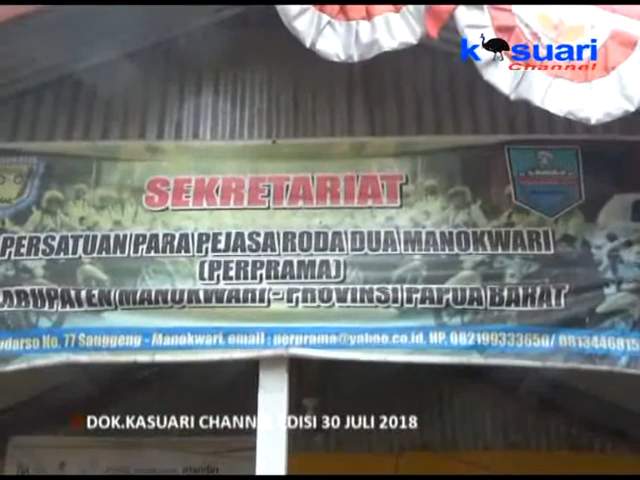 kasuari
Channel
SEKRETARIAT
PERSATUAN PARA PEJASA RODA DUA MANOKWARI
(PERPRAMA)
KABUPATEN MANOKWARI - PROVINSI PAPUA BARAT
No. 77 Sanggeng - Manokwari, email : perprama@yahoo.co.id, HP.
DOK.KASUARI CHANNEL EDISI 30 JULI 2018